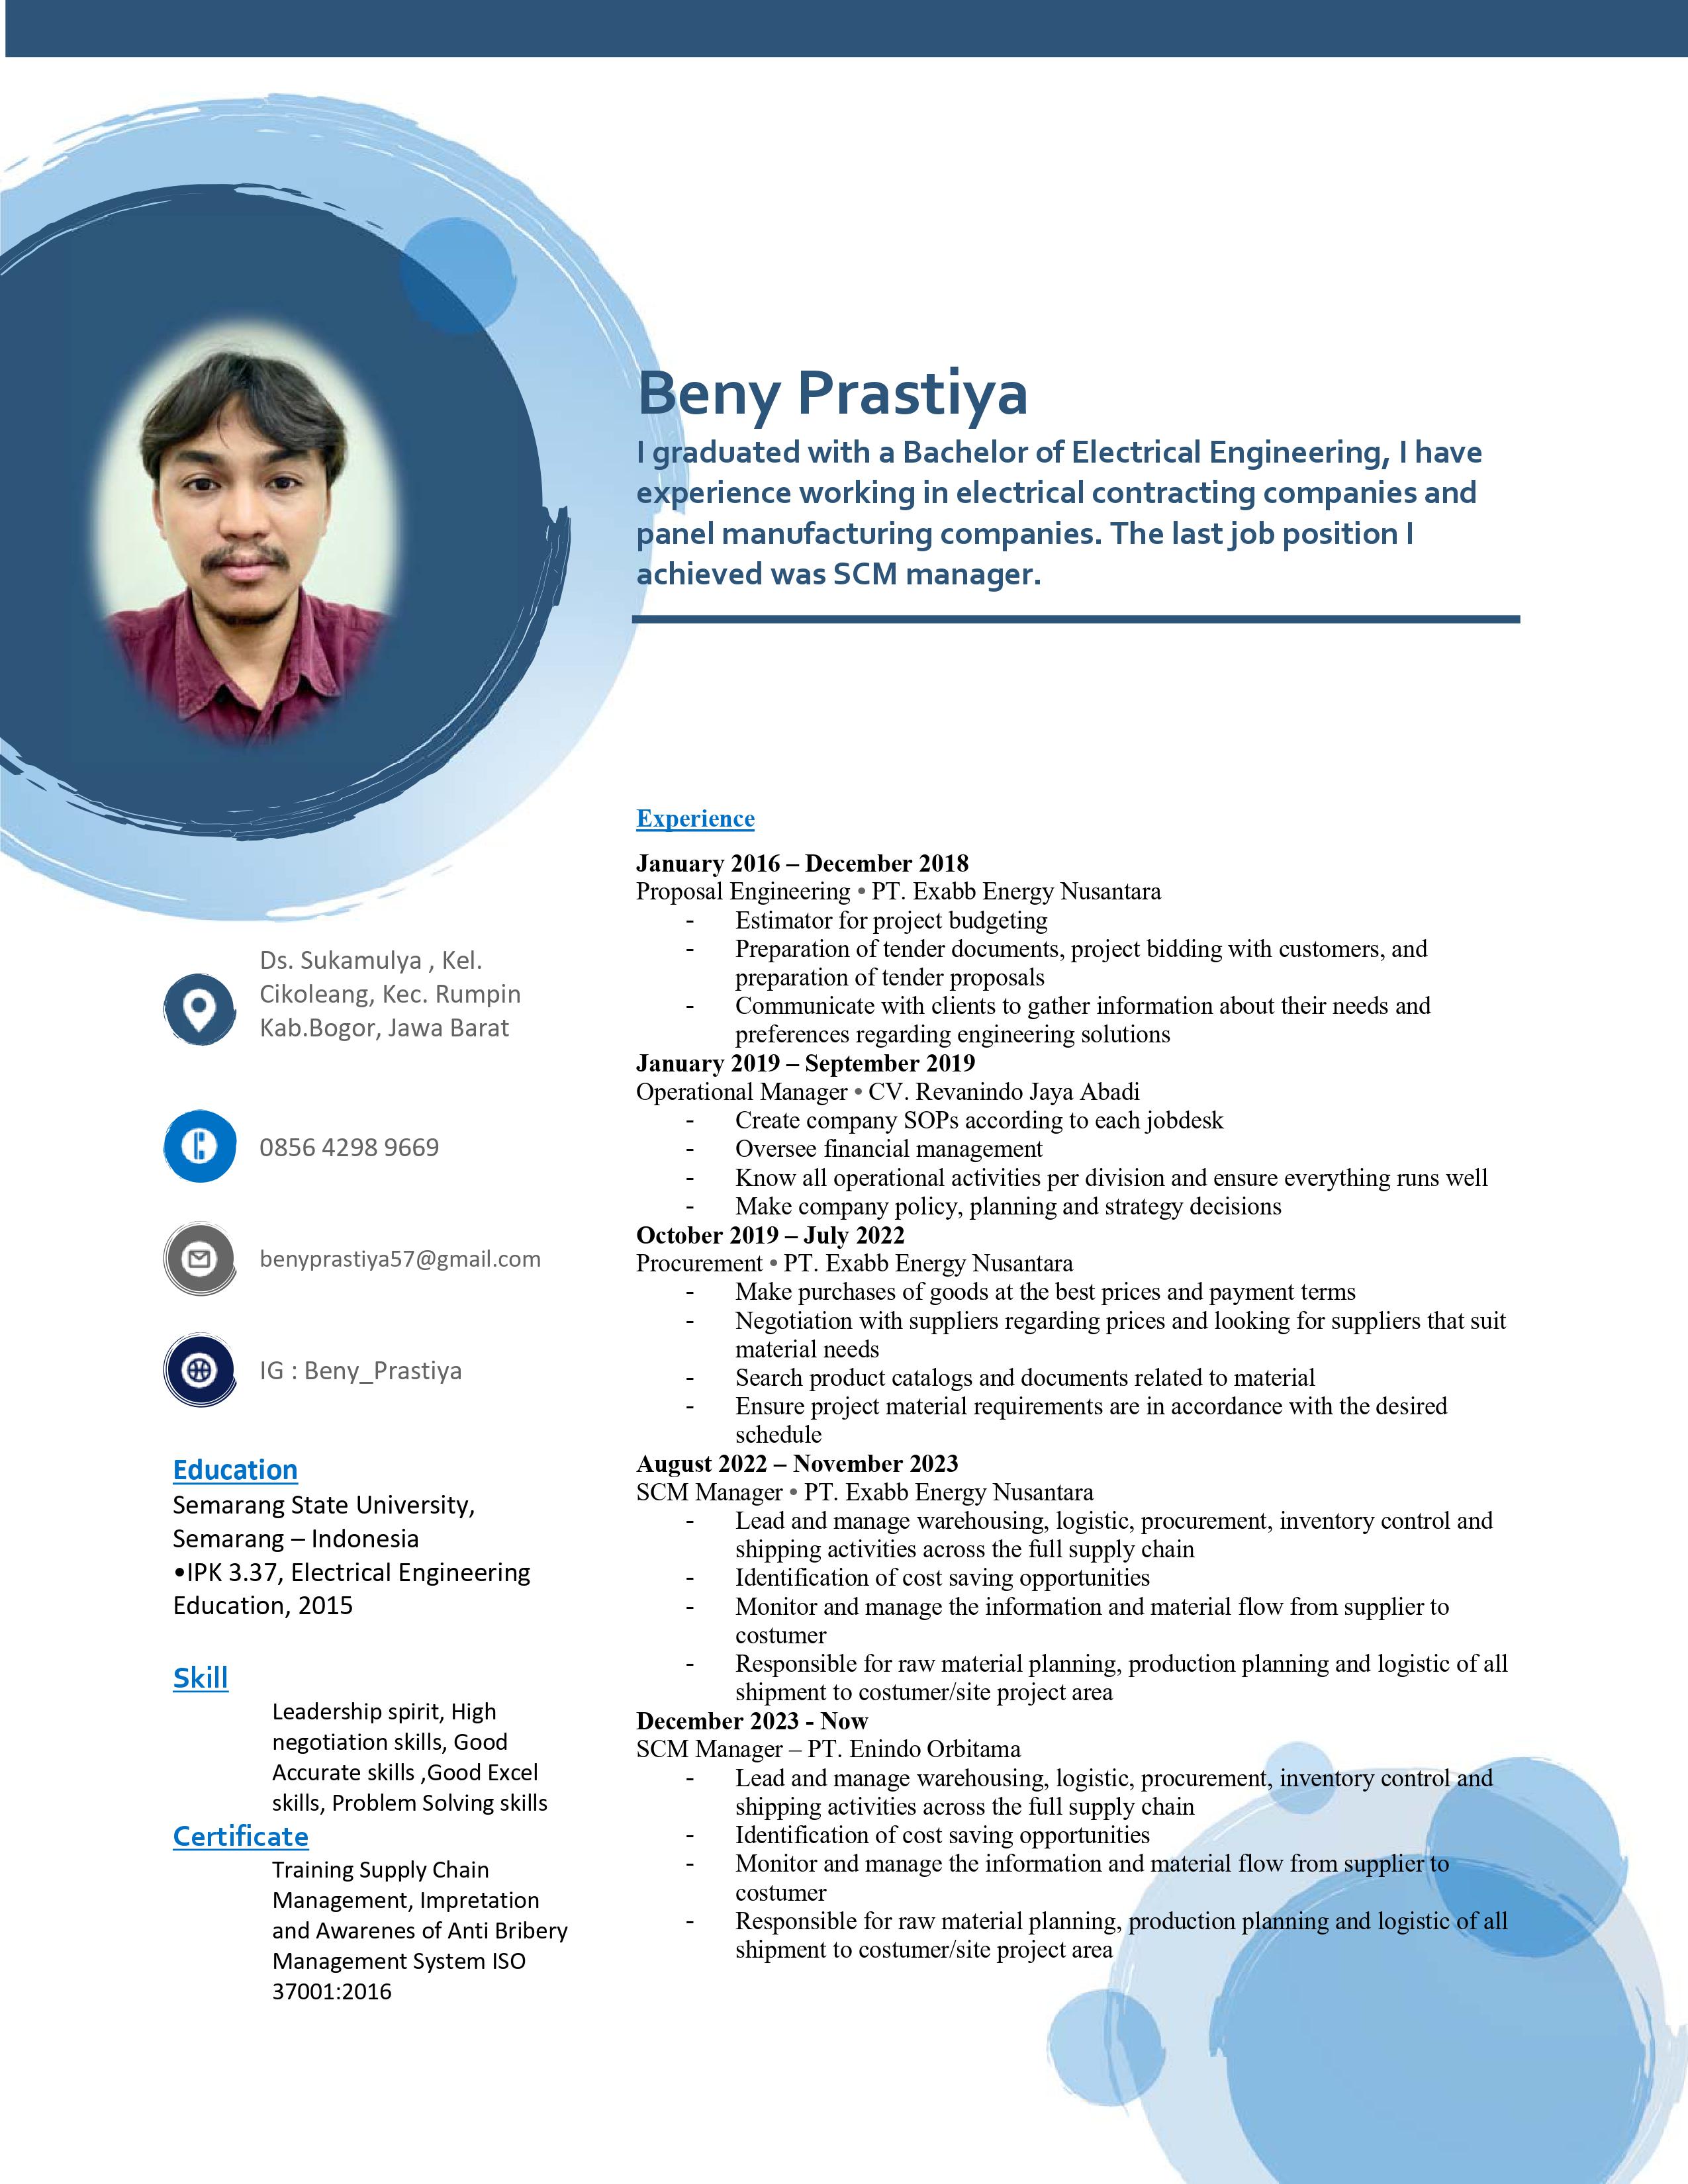 Beny Prastiya
I graduated with a Bachelor of Electrical Engineering, I have
experience working in electrical contracting companies and
panel manufacturing companies. The last job position I
achieved was SCM manager.
Ds. Sukamulya , Kel.
Cikoleang, Kec. Rumpin
Kab.Bogor, Jawa Barat
0856 4298 9669
benyprastiya57@gmail.com
IG : Beny_Prastiya
Education
Semarang State University,
Semarang – Indonesia
•IPK 3.37, Electrical Engineering
Education, 2015
Skill
Leadership spirit, High
negotiation skills, Good
Accurate skills ,Good Excel
skills, Problem Solving skills
Certificate
Training Supply Chain
Management, Impretation
and Awarenes of Anti Bribery
Management System ISO
37001:2016
Experience
January 2016 – December 2018
Proposal Engineering • PT. Exabb Energy Nusantara
- Estimator for project budgeting
- Preparation of tender documents, project bidding with customers, and
preparation of tender proposals
- Communicate with clients to gather information about their needs and
preferences regarding engineering solutions
January 2019 – September 2019
Operational Manager • CV. Revanindo Jaya Abadi
- Create company SOPs according to each jobdesk
- Oversee financial management
- Know all operational activities per division and ensure everything runs well
- Make company policy, planning and strategy decisions
October 2019 – July 2022
Procurement • PT. Exabb Energy Nusantara
- Make purchases of goods at the best prices and payment terms
- Negotiation with suppliers regarding prices and looking for suppliers that suit
material needs
- Search product catalogs and documents related to material
- Ensure project material requirements are in accordance with the desired
schedule
August 2022 – November 2023
SCM Manager • PT. Exabb Energy Nusantara
- Lead and manage warehousing, logistic, procurement, inventory control and
shipping activities across the full supply chain
- Identification of cost saving opportunities
- Monitor and manage the information and material flow from supplier to
costumer
- Responsible for raw material planning, production planning and logistic of all
shipment to costumer/site project area
December 2023 - Now
SCM Manager – PT. Enindo Orbitama
- Lead and manage warehousing, logistic, procurement, inventory control and
shipping activities across the full supply chain
- Identification of cost saving opportunities
- Monitor and manage the information and material flow from supplier to
costumer
- Responsible for raw material planning, production planning and logistic of all
shipment to costumer/site project area